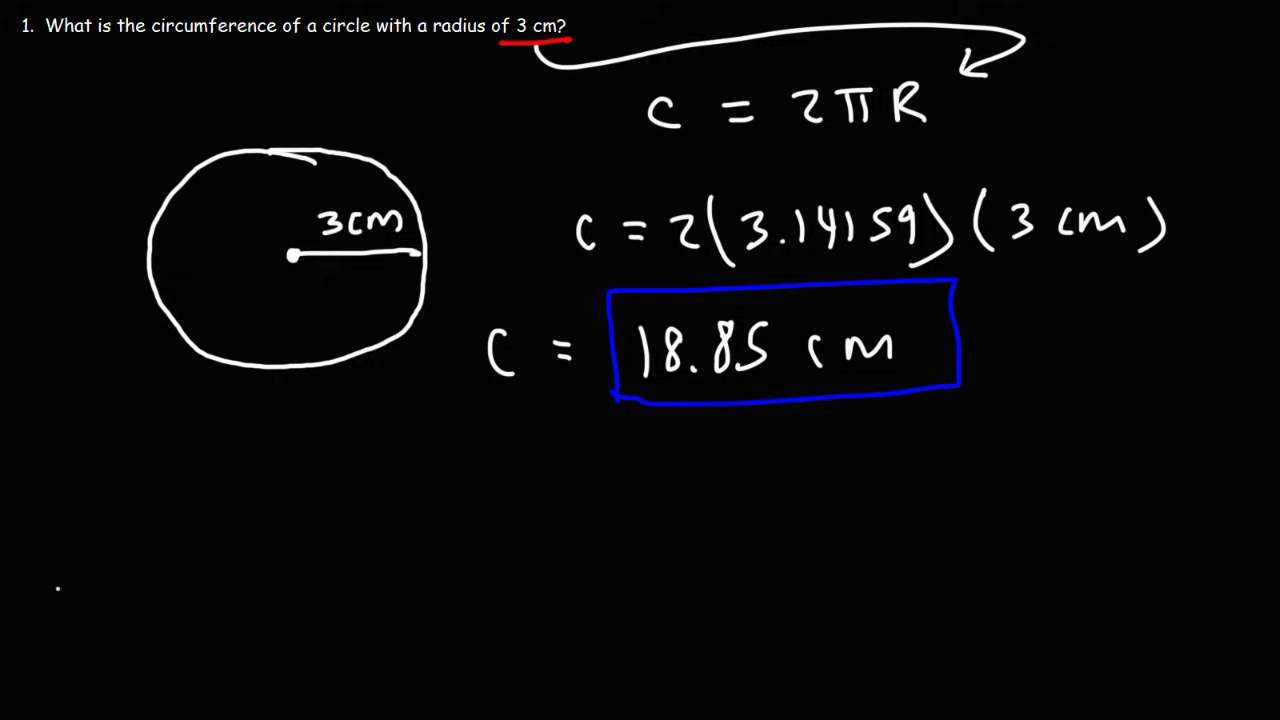 1. What is the circumference of a circle with a radius of 3 cm?
C = 2πR
3cm
C = 2(3.14159)(3 cm)
C = 18.85 cm